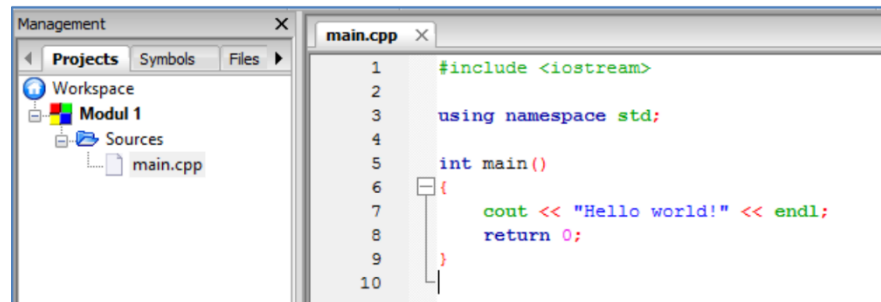 Management
Projects Symbols Files
Workspace
Modul 1
Sources
main.cpp
main.cpp
1 #include <iostream>
2
3 using namespace std;
4
5 int main()
6 {
7 cout << "Hello world!" << endl;
8 return 0;
9 }
10